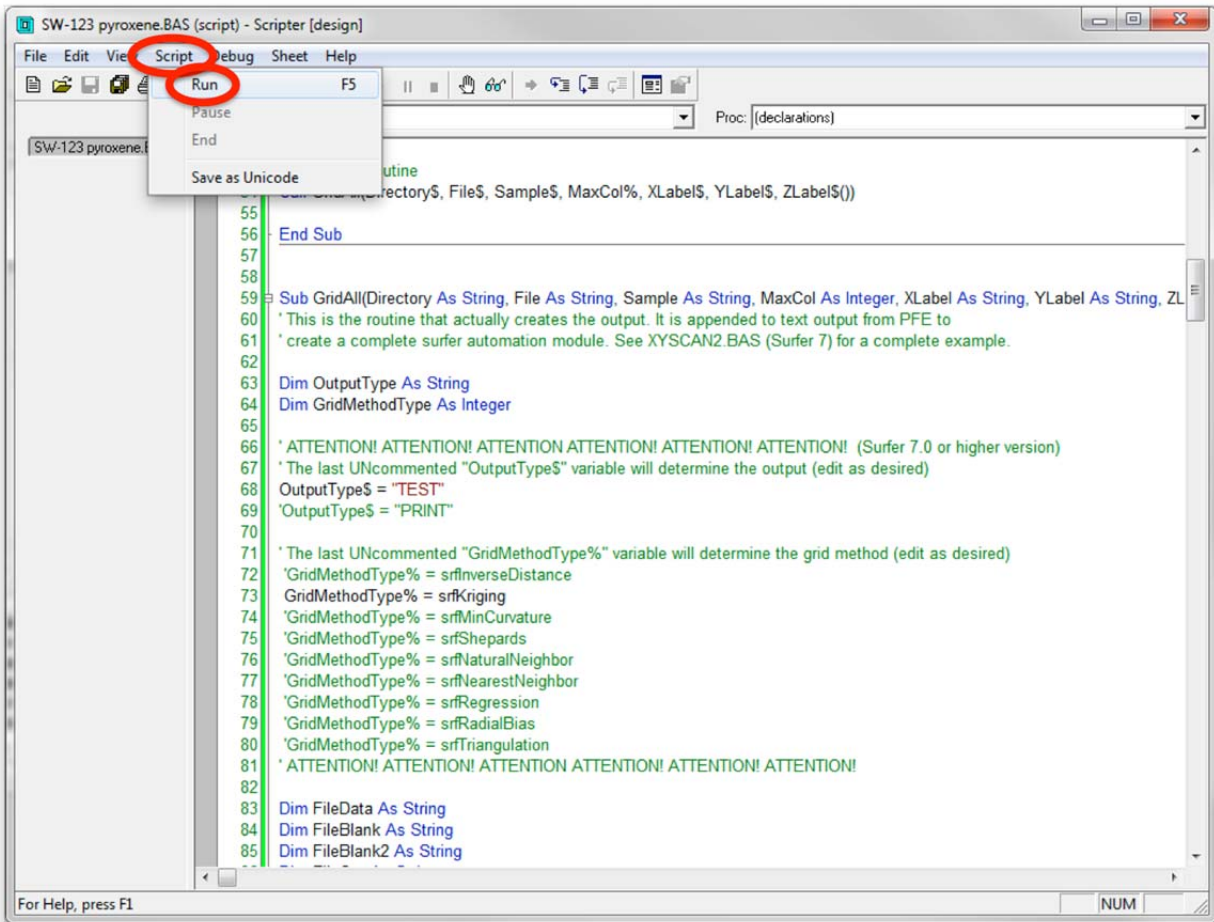 SW-123 pyroxene.BAS (script) - Scripter [design]
File Edit View Script Debug Sheet Help
Run F5
Pause
End
Save as Unicode
Proc: (declarations)
SW-123 pyroxene.
utine
rectory$, File$, Sample$, MaxCol%, XLabel$, YLabel$, ZLabel$())
55
56 End Sub
57
58
59 Sub GridAll(Directory As String, File As String, Sample As String, MaxCol As Integer, XLabel As String, YLabel As String, ZL
60 ' This is the routine that actually creates the output. It is appended to text output from PFE to
61 ' create a complete surfer automation module. See XYSCAN2.BAS (Surfer 7) for a complete example.
62
63 Dim OutputType As String
64 Dim GridMethodType As Integer
65
66 ' ATTENTION! ATTENTION! ATTENTION ATTENTION! ATTENTION! ATTENTION! (Surfer 7.0 or higher version)
67 ' The last UNcommented "OutputType$" variable will determine the output (edit as desired)
68 OutputType$ = "TEST"
69 'OutputType$ = "PRINT"
70
71 ' The last UNcommented "GridMethodType%" variable will determine the grid method (edit as desired)
72 'GridMethodType% = srfInverseDistance
73 GridMethodType% = srfKriging
74 'GridMethodType% = srfMinCurvature
75 'GridMethodType% = srfShepards
76 'GridMethodType% = srfNaturalNeighbor
77 'GridMethodType% = srfNearestNeighbor
78 'GridMethodType% = srfRegression
79 'GridMethodType% = srfRadialBias
80 'GridMethodType% = srfTriangulation
81 ' ATTENTION! ATTENTION! ATTENTION ATTENTION! ATTENTION! ATTENTION!
82
83 Dim FileData As String
84 Dim FileBlank As String
85 Dim FileBlank2 As String
For Help, press F1 NUM